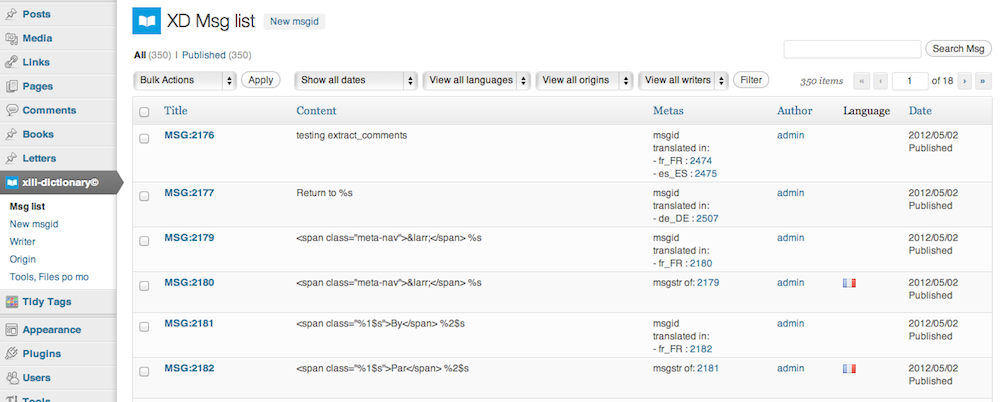 Posts
Media
Links
Pages
Comments
Books
Letters
xili-dictionary©
Msg list
New msgid
Writer
Origin
Tools, Files po mo
Tidy Tags
Appearance
Plugins
Users
Tools
XD Msg list New msgid
All (350) | Published (350)
Search Msg
Bulk Actions Apply Show all dates View all languages View all origins View all writers Filter 350 items « ‹ 1 of 18 › »
Title Content Metas Author Language Date
MSG:2176 testing extract_comments msgid admin 2012/05/02
translated in: Published
- fr_FR : 2474
- es_ES : 2475
MSG:2177 Return to %s msgid admin 2012/05/02
translated in: Published
- de_DE : 2507
MSG:2179 <span class="meta-nav">&larr;</span> %s msgid admin 2012/05/02
translated in: Published
- fr_FR : 2180
MSG:2180 <span class="meta-nav">&larr;</span> %s msgstr of: 2179 admin 2012/05/02
Published
MSG:2181 <span class="%1$s">By</span> %2$s msgid admin 2012/05/02
translated in: Published
- fr_FR : 2182
MSG:2182 <span class="%1$s">Par</span> %2$s msgstr of: 2181 admin 2012/05/02
Published